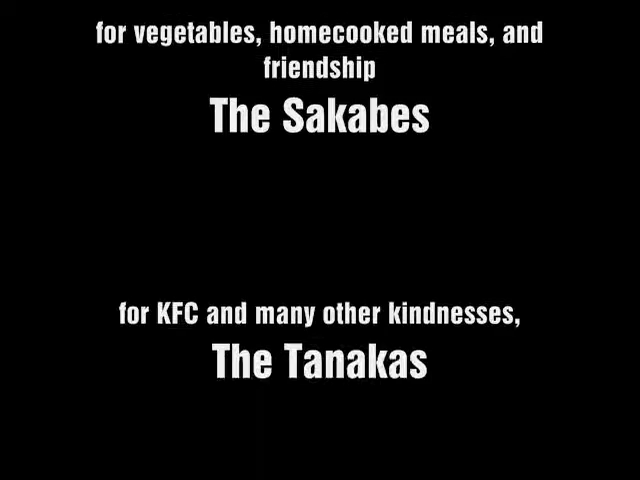 for vegetables, homecooked meals, and
friendship
The Sakabes
for KFC and many other kindnesses,
The Tanakas